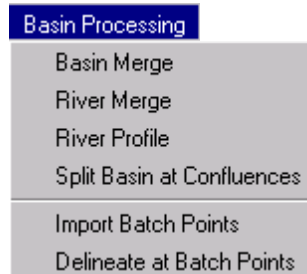 Basin Processing
Basin Merge
River Merge
River Profile
Split Basin at Confluences
Import Batch Points
Delineate at Batch Points